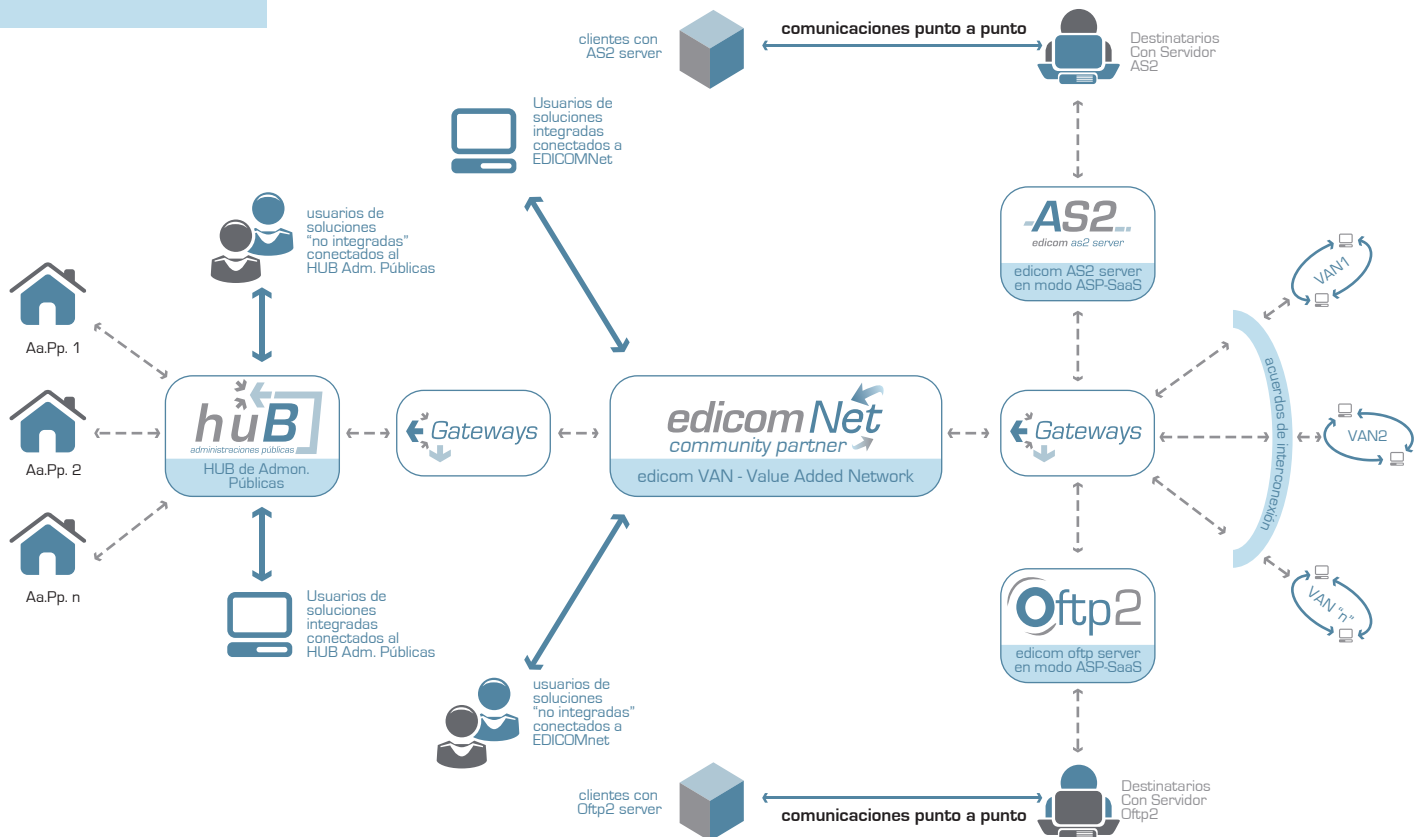 clientes con
AS2 server
comunicaciones punto a punto
Destinatarios
Con Servidor
AS2
Usuarios de
soluciones
integradas
conectados a
EDICOMNet
usuarios de
soluciones
"no integradas"
conectados al
HUB Adm. Públicas
-AS2...
edicom as2 server
edicom AS2 server
en modo ASP-SaaS
VAN1
Aa.Pp. 1
huB
administraciones públicas
HUB de Admon.
Públicas
Gateways
edicomNet
community partner
edicom VAN - Value Added Network
Gateways
acuerdos de interconexión
VAN2
Aa.Pp. 2
Aa.Pp. n
Usuarios de
soluciones
integradas
conectados al
HUB Adm. Públicas
Oftp2
edicom oftp server
en modo ASP-SaaS
VAN "n"
usuarios de
soluciones
"no integradas"
conectados a
EDICOMnet
clientes con
Oftp2 server
comunicaciones punto a punto
Destinatarios
Con Servidor
Oftp2